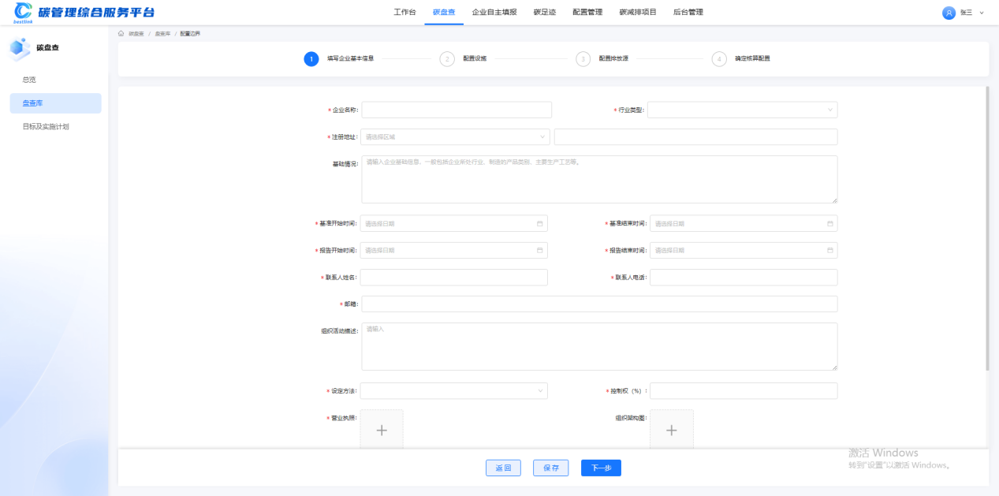 bestlink
碳管理综合服务平台
工作台 碳盘查 企业自主填报 碳足迹 配置管理 碳减排项目 后台管理
张三
碳盘查
总览
盘查库
目标及实施计划
碳盘查 / 盘查库 / 配置边界
1 填写企业基本信息 2 配置设施 3 配置排放源 4 确定核算配置
* 企业名称: * 行业类型:
* 注册地址: 请选择区域
基础情况: 请输入企业基础信息、一般包括企业所处行业、制造的产品类别、主要生产工艺等。
* 基准开始时间: 请选择日期 * 基准结束时间: 请选择日期
* 报告开始时间: 请选择日期 * 报告结束时间: 请选择日期
* 联系人姓名: * 联系人电话:
* 邮箱:
组织活动描述: 请输入
* 设定方法: * 控制权（%）:
* 营业执照: 组织架构图:
返回 保存 下一步
激活 Windows
转到"设置"以激活 Windows。